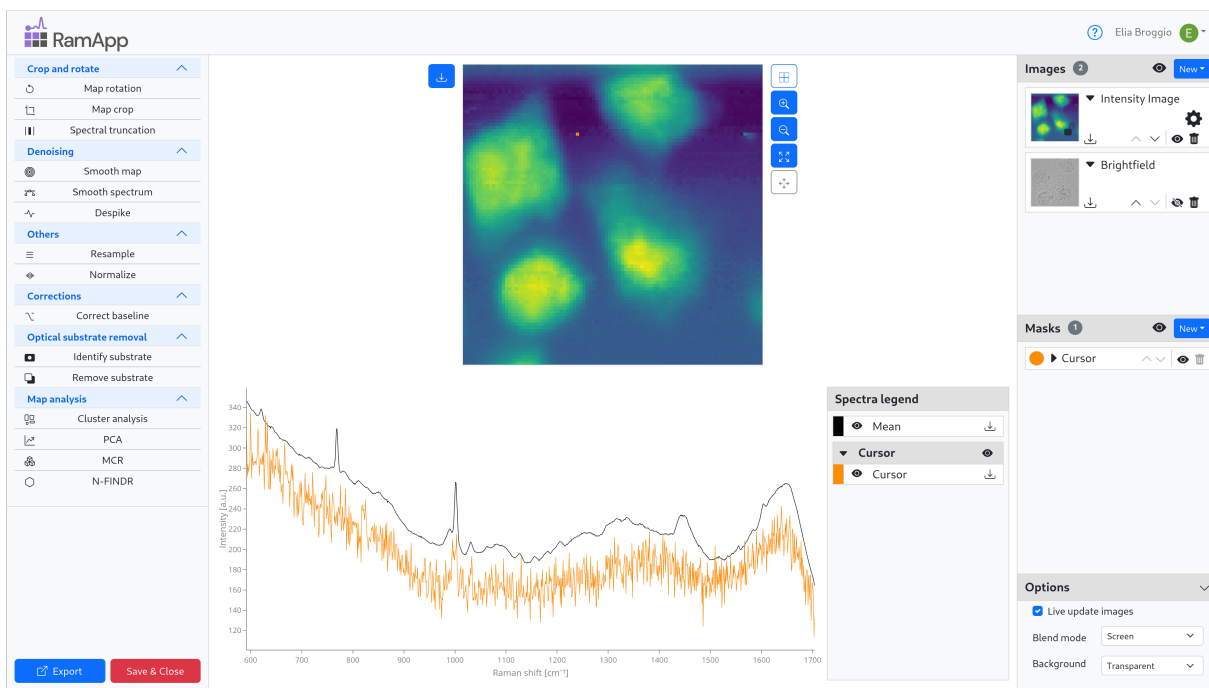 RamApp
?
Elia Broggio
E
Crop and rotate
Map rotation
Map crop
Spectral truncation
Denoising
Smooth map
Smooth spectrum
Despike
Others
Resample
Normalize
Corrections
Correct baseline
Optical substrate removal
Identify substrate
Remove substrate
Map analysis
Cluster analysis
PCA
MCR
N-FINDR
Export
Save & Close
340
320
300
280
260
240
220
200
180
160
140
120
Intensity [a.u.]
600 700 800 900 1000 1100 1200 1300 1400 1500 1600 1700
Raman shift [cm⁻¹]
Spectra legend
Mean
Cursor
Cursor
Images 2
New
Intensity Image
Brightfield
Masks 1
New
Cursor
Options
Live update images
Blend mode Screen
Background Transparent